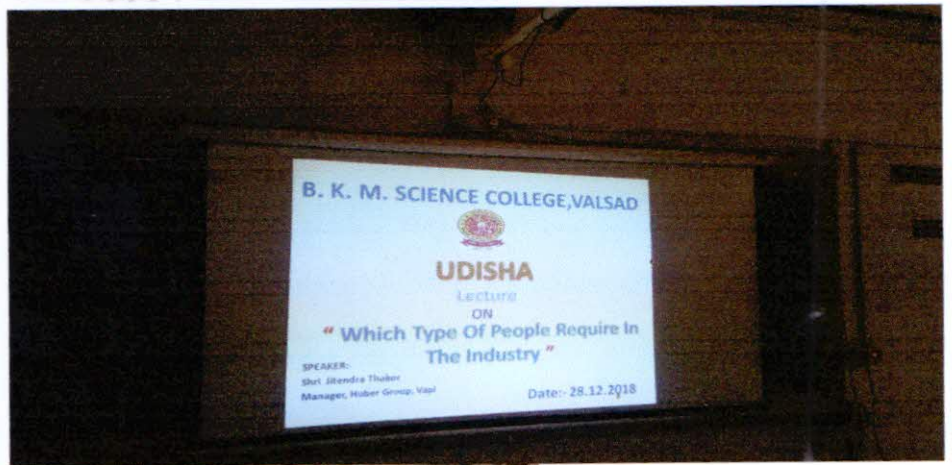 B. K. M. SCIENCE COLLEGE,VALSAD
UDISHA
Lecture
ON
" Which Type Of People Require In
The Industry "
SPEAKER:
Shri Jitendra Thaker
Manager, Huber Group, Vapi
Date:- 28.12.2018